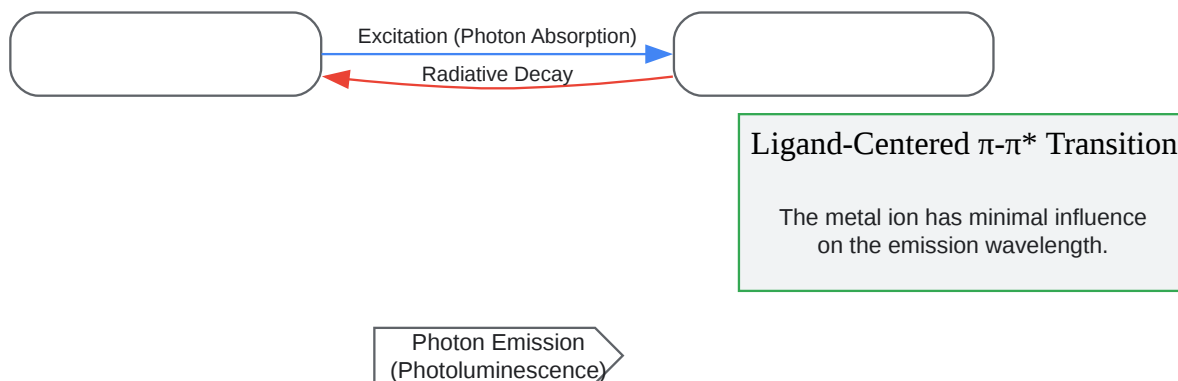 Excitation (Photon Absorption)
Radiative Decay
Ligand-Centered π-π* Transition
The metal ion has minimal influence
on the emission wavelength.
Photon Emission
(Photoluminescence)